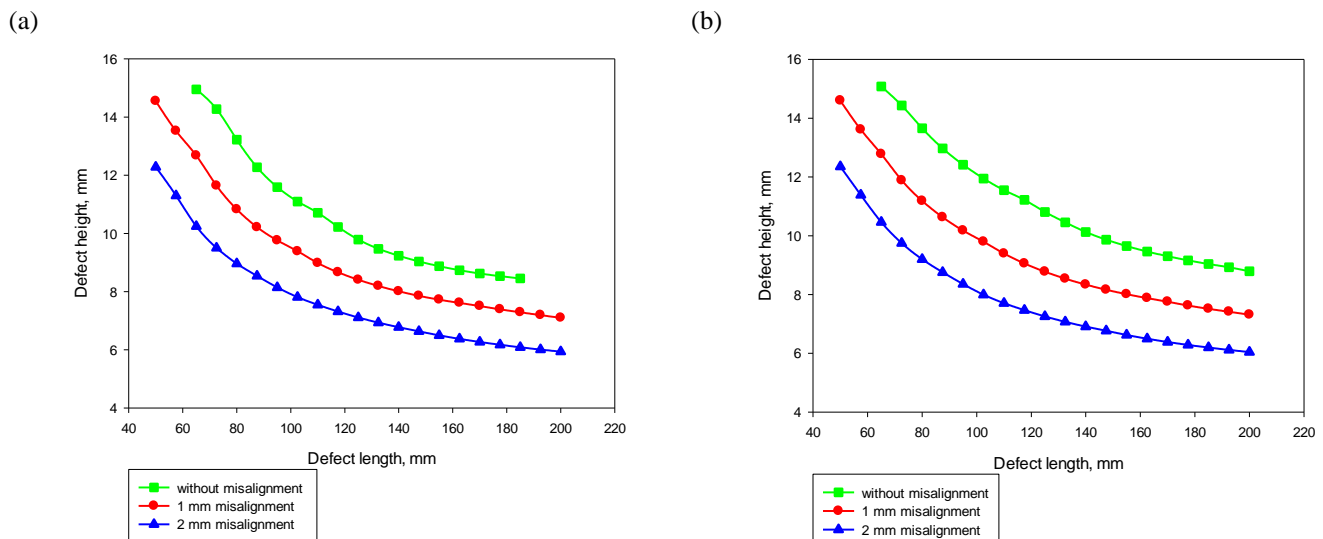 (a)
16
14
12
10
8
6
4
Defect height, mm
40 60 80 100 120 140 160 180 200 220
Defect length, mm
without misalignment
1 mm misalignment
2 mm misalignment
(b)
16
14
12
10
8
6
4
Defect height, mm
40 60 80 100 120 140 160 180 200 220
Defect length, mm
without misalignment
1 mm misalignment
2 mm misalignment